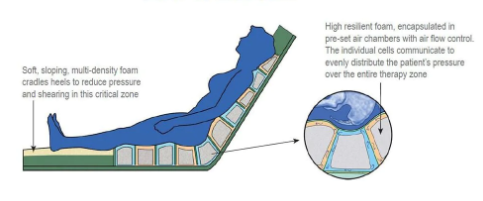 Soft, sloping, multi-density foam
cradles heels to reduce pressure
and shearing in this critical zone
High resilient foam, encapsulated in
pre-set air chambers with air flow control.
The individual cells communicate to
evenly distribute the patient's pressure
over the entire therapy zone